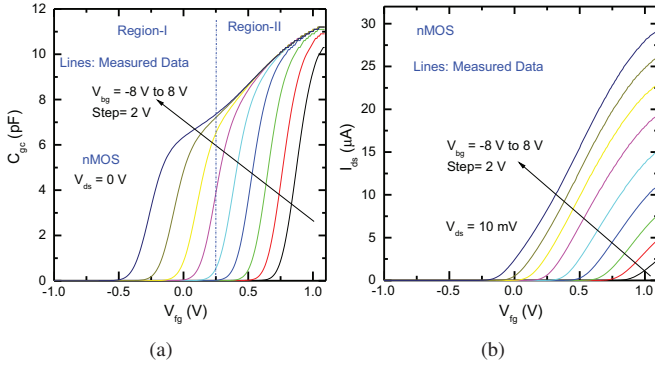 Region-I Region-II
Lines: Measured Data
V_bg = -8 V to 8 V
Step= 2 V
nMOS
V_ds = 0 V
C_gc (pF)
12
10
8
6
4
2
0
-1.0 -0.5 0.0 0.5 1.0
V_fg (V)
(a)
nMOS
Lines: Measured Data
V_bg = -8 V to 8 V
Step= 2 V
V_ds = 10 mV
I_ds (μA)
30
25
20
15
10
5
0
-1.0 -0.5 0.0 0.5 1.0
V_fg (V)
(b)